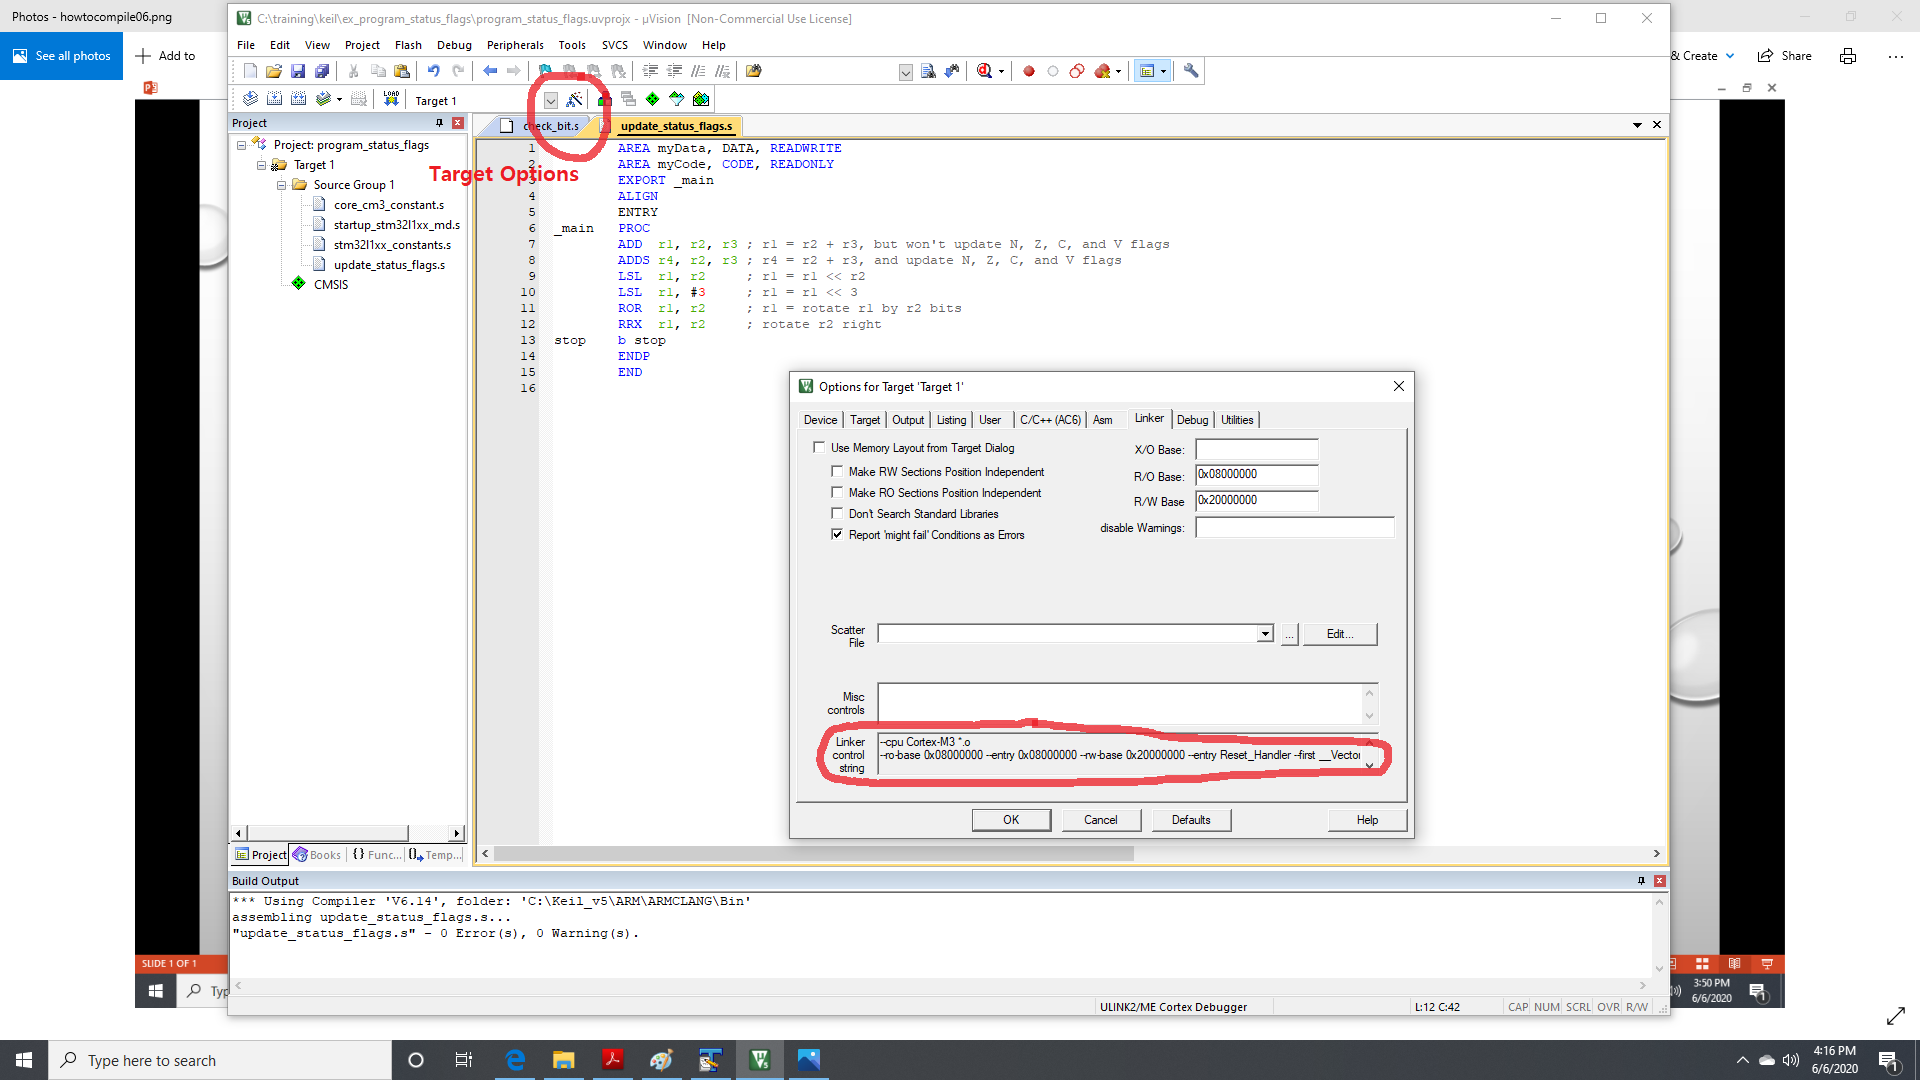 Photos - howtocompile06.png
See all photos
Add to
& Create
Share
C:\training\keil\ex_program_status_flags\program_status_flags.uvprojx - µVision [Non-Commercial Use License]
File Edit View Project Flash Debug Peripherals Tools SVCS Window Help
LOAD
Target 1
Project
Project: program_status_flags
Target 1
Source Group 1
core_cm3_constant.s
startup_stm32l1xx_md.s
stm32l1xx_constants.s
update_status_flags.s
CMSIS
Target Options
check_bit.s update_status_flags.s
1 AREA myData, DATA, READWRITE
2 AREA myCode, CODE, READONLY
3 EXPORT _main
4 ALIGN
5 ENTRY
6 _main PROC
7 ADD r1, r2, r3 ; r1 = r2 + r3, but won't update N, Z, C, and V flags
8 ADDS r4, r2, r3 ; r4 = r2 + r3, and update N, Z, C, and V flags
9 LSL r1, r2 ; r1 = r1 << r2
10 LSL r1, #3 ; r1 = r1 << 3
11 ROR r1, r2 ; r1 = rotate r1 by r2 bits
12 RRX r1, r2 ; rotate r2 right
13 stop b stop
14 ENDP
15 END
16
Options for Target 'Target 1'
Device Target Output Listing User C/C++ (AC6) Asm Linker Debug Utilities
Use Memory Layout from Target Dialog
Make RW Sections Position Independent
Make RO Sections Position Independent
Don't Search Standard Libraries
Report 'might fail' Conditions as Errors
X/O Base:
R/O Base: 0x08000000
R/W Base 0x20000000
disable Warnings:
Scatter
File
... Edit...
Misc
controls
Linker
control
string
--cpu Cortex-M3 *.o
--ro-base 0x08000000 --entry 0x08000000 --rw-base 0x20000000 --entry Reset_Handler --first __Vector
OK Cancel Defaults Help
Project Books {} Func... Temp...
Build Output
*** Using Compiler 'V6.14', folder: 'C:\Keil_v5\ARM\ARMCLANG\Bin'
assembling update_status_flags.s...
"update_status_flags.s" - 0 Error(s), 0 Warning(s).
ULINK2/ME Cortex Debugger L:12 C:42 CAP NUM SCRL OVR R/W
SLIDE 1 OF 1
Typ
3:50 PM
6/6/2020
1
Type here to search
4:16 PM
6/6/2020
1